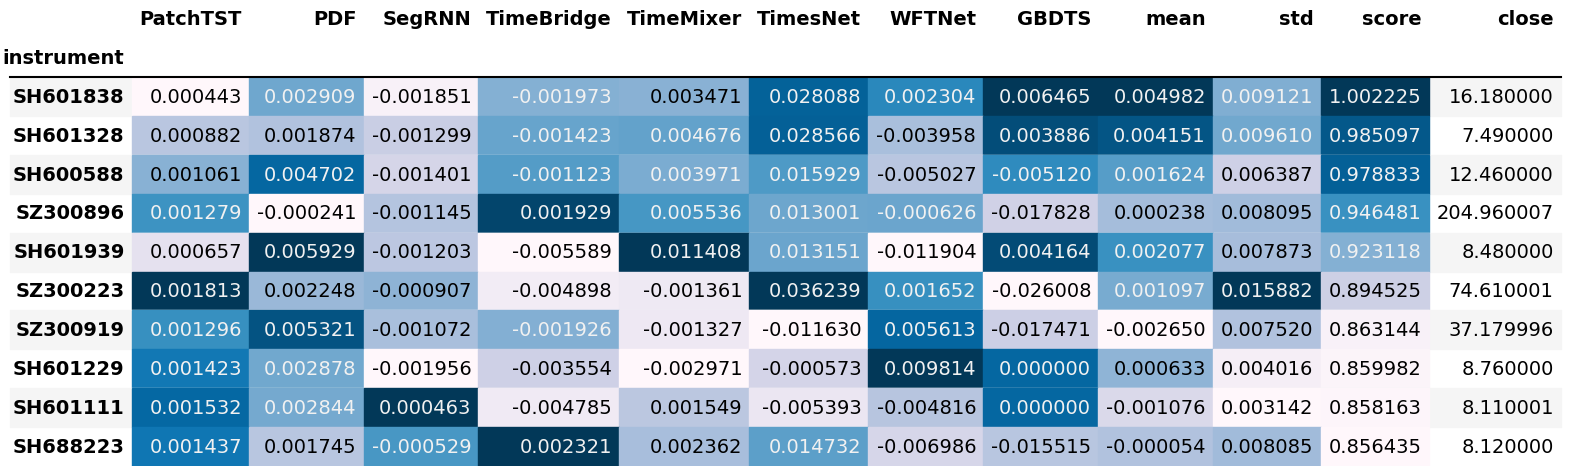 PatchTST PDF SegRNN TimeBridge TimeMixer TimesNet WFTNet GBDTS mean std score close
instrument
SH601838 0.000443 0.002909 -0.001851 -0.001973 0.003471 0.028088 0.002304 0.006465 0.004982 0.009121 1.002225 16.180000
SH601328 0.000882 0.001874 -0.001299 -0.001423 0.004676 0.028566 -0.003958 0.003886 0.004151 0.009610 0.985097 7.490000
SH600588 0.001061 0.004702 -0.001401 -0.001123 0.003971 0.015929 -0.005027 -0.005120 0.001624 0.006387 0.978833 12.460000
SZ300896 0.001279 -0.000241 -0.001145 0.001929 0.005536 0.013001 -0.000626 -0.017828 0.000238 0.008095 0.946481 204.960007
SH601939 0.000657 0.005929 -0.001203 -0.005589 0.011408 0.013151 -0.011904 0.004164 0.002077 0.007873 0.923118 8.480000
SZ300223 0.001813 0.002248 -0.000907 -0.004898 -0.001361 0.036239 0.001652 -0.026008 0.001097 0.015882 0.894525 74.610001
SZ300919 0.001296 0.005321 -0.001072 -0.001926 -0.001327 -0.011630 0.005613 -0.017471 -0.002650 0.007520 0.863144 37.179996
SH601229 0.001423 0.002878 -0.001956 -0.003554 -0.002971 -0.000573 0.009814 0.000000 0.000633 0.004016 0.859982 8.760000
SH601111 0.001532 0.002844 0.000463 -0.004785 0.001549 -0.005393 -0.004816 0.000000 -0.001076 0.003142 0.858163 8.110001
SH688223 0.001437 0.001745 -0.000529 0.002321 0.002362 0.014732 -0.006986 -0.015515 -0.000054 0.008085 0.856435 8.120000